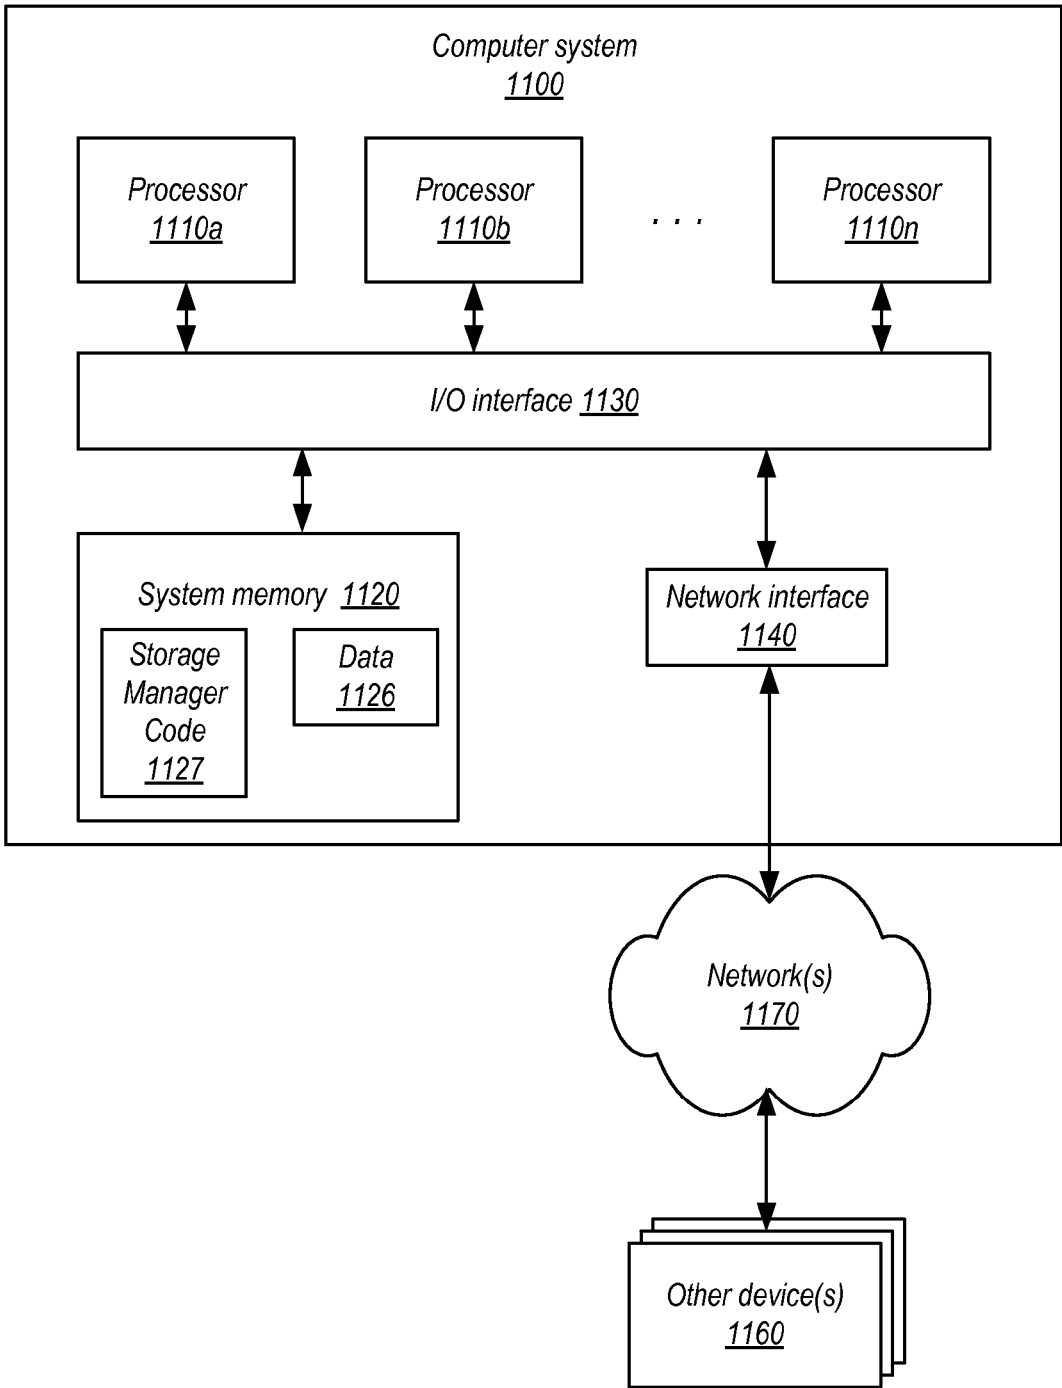 Computer system
1100
Processor
1110a
Processor
1110b
. . .
Processor
1110n
I/O interface 1130
System memory 1120
Storage
Manager
Code
1127
Data
1126
Network interface
1140
Network(s)
1170
Other device(s)
1160